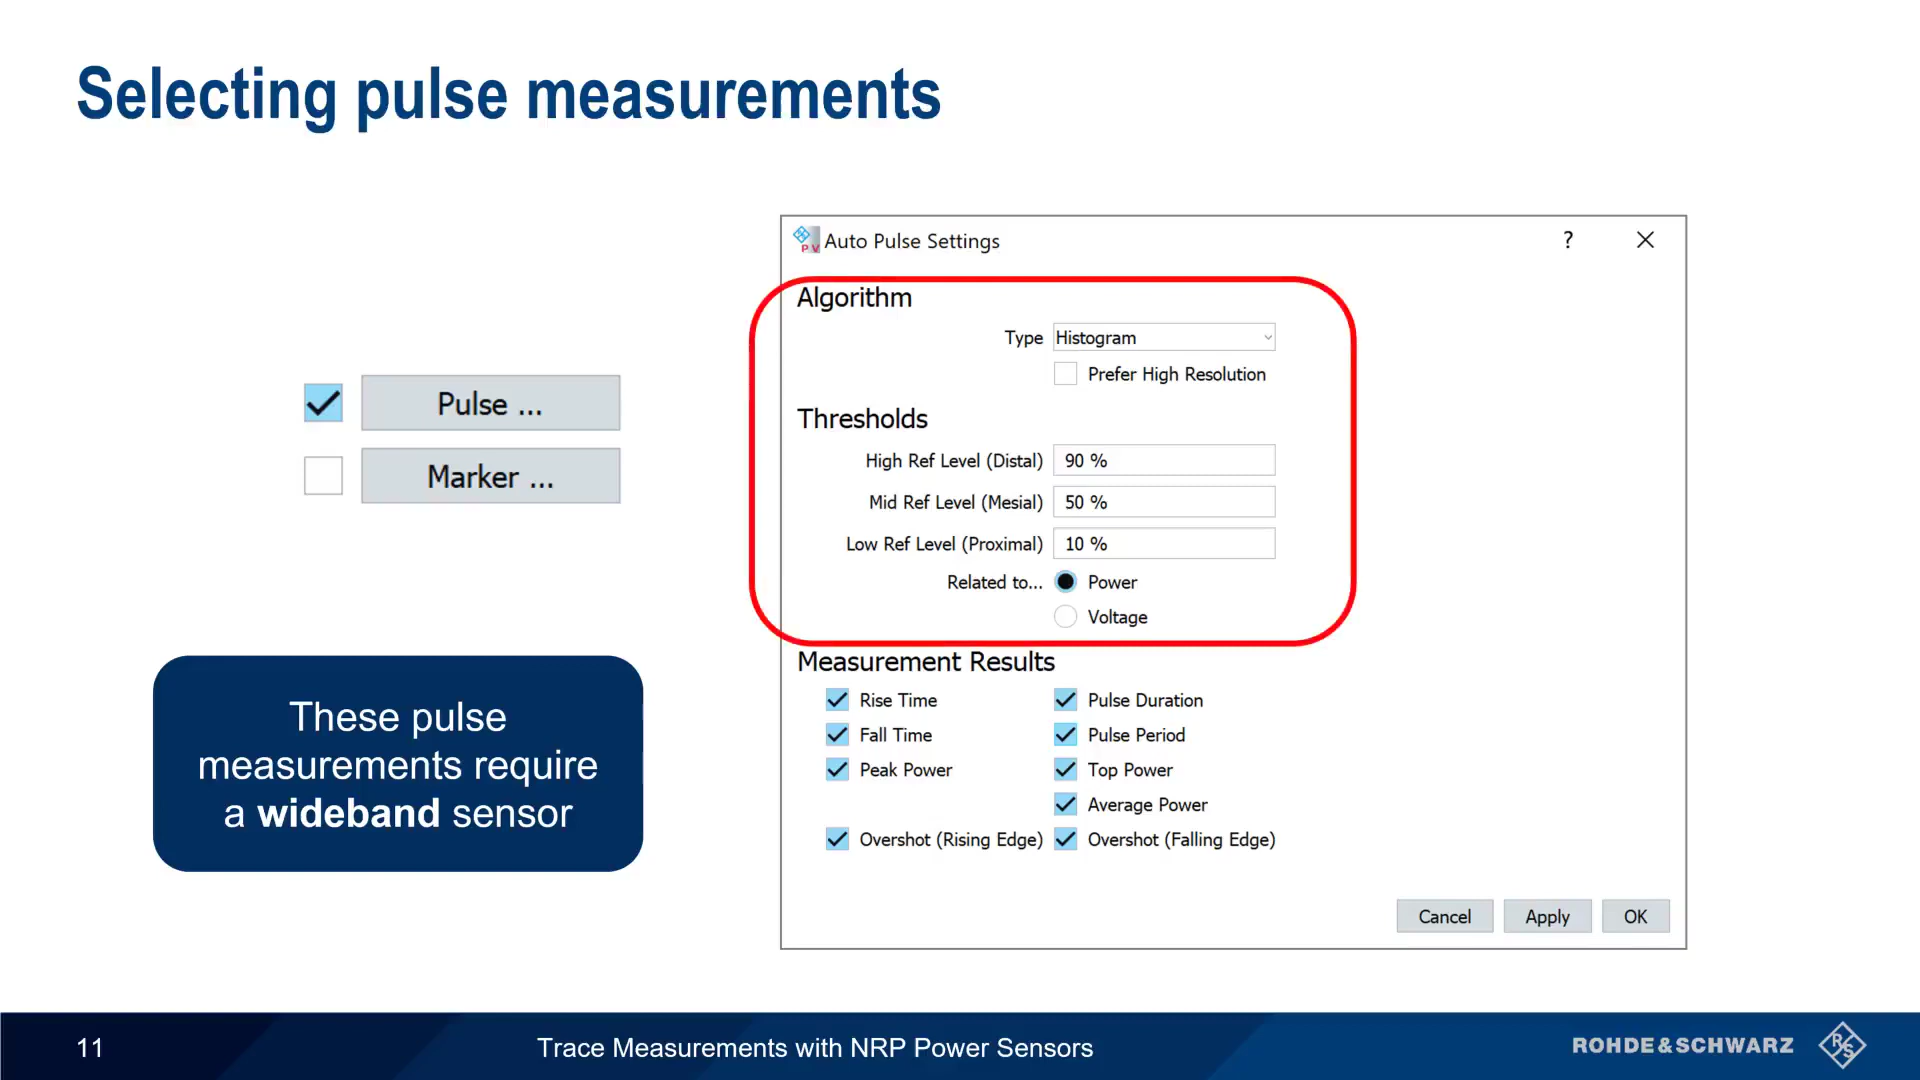 Selecting pulse measurements
Pulse ...
Marker ...
These pulse
measurements require
a wideband sensor
PV
Auto Pulse Settings
?
Algorithm
Type Histogram
Prefer High Resolution
Thresholds
High Ref Level (Distal) 90 %
Mid Ref Level (Mesial) 50 %
Low Ref Level (Proximal) 10 %
Related to... Power
Voltage
Measurement Results
Rise Time Pulse Duration
Fall Time Pulse Period
Peak Power Top Power
Average Power
Overshot (Rising Edge) Overshot (Falling Edge)
Cancel Apply OK
11 Trace Measurements with NRP Power Sensors ROHDE&SCHWARZ R&S